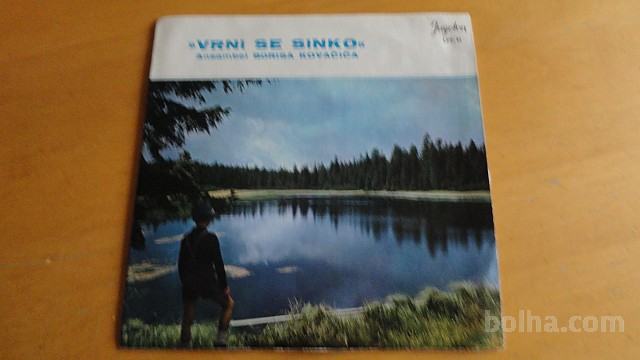 »VRNI SE SINKO«
Ansambel BORISA KOVAČIČA
Jugoton
bolha.com